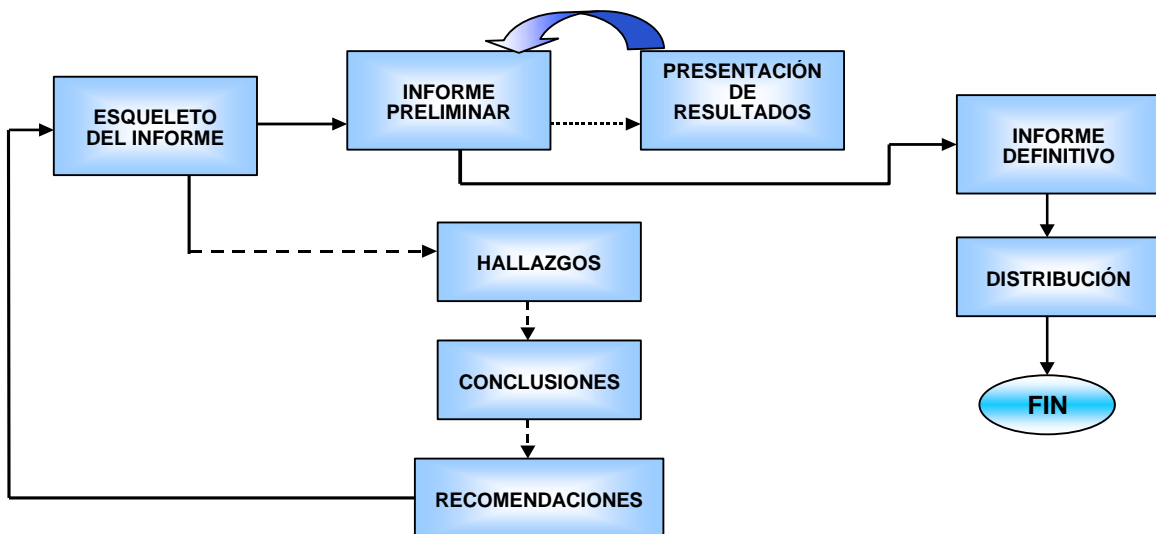 ESQUELETO
DEL INFORME
INFORME
PRELIMINAR
PRESENTACIÓN
DE
RESULTADOS
INFORME
DEFINITIVO
HALLAZGOS
DISTRIBUCIÓN
CONCLUSIONES
FIN
RECOMENDACIONES